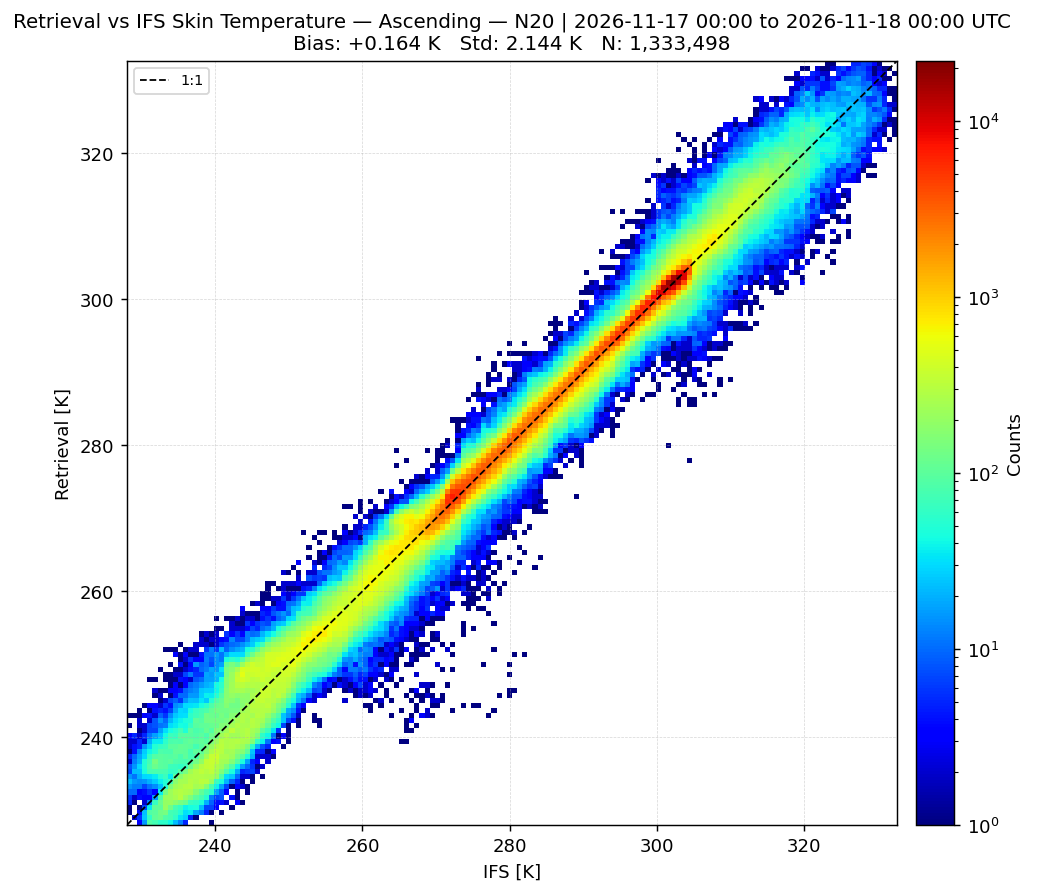 Retrieval vs IFS Skin Temperature — Ascending — N20 | 2026-11-17 00:00 to 2026-11-18 00:00 UTC
Bias: +0.164 K   Std: 2.144 K   N: 1,333,498
1:1
Retrieval [K]
320
300
280
260
240
240 260 280 300 320
IFS [K]
10⁴
10³
10²
10¹
10⁰
Counts